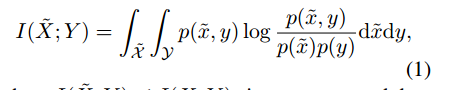 I(X̃; Y) = ∫_X̃ ∫_Y p(x̃, y) log p(x̃, y) / p(x̃)p(y) dx̃dy,
(1)